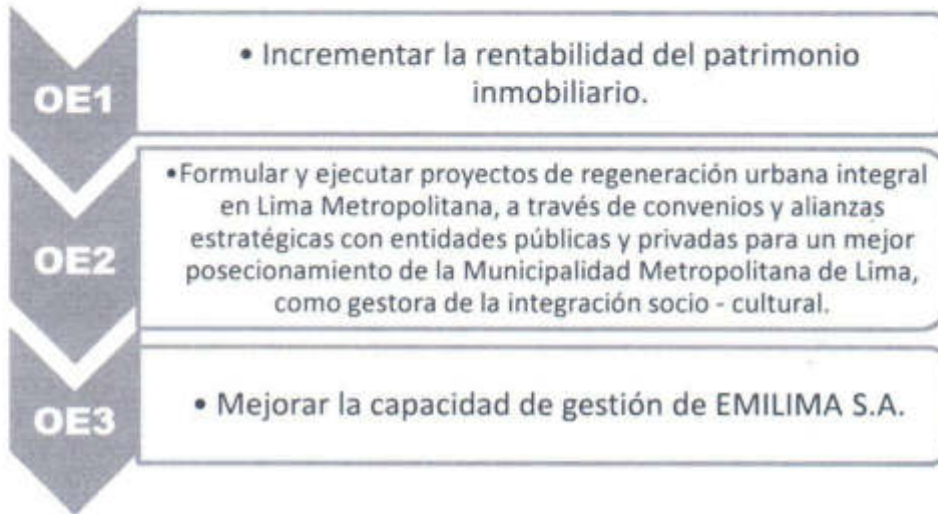 OE1
• Incrementar la rentabilidad del patrimonio
inmobiliario.
OE2
•Formular y ejecutar proyectos de regeneración urbana integral
en Lima Metropolitana, a través de convenios y alianzas
estratégicas con entidades públicas y privadas para un mejor
posecionamiento de la Municipalidad Metropolitana de Lima,
como gestora de la integración socio - cultural.
OE3
• Mejorar la capacidad de gestión de EMILIMA S.A.